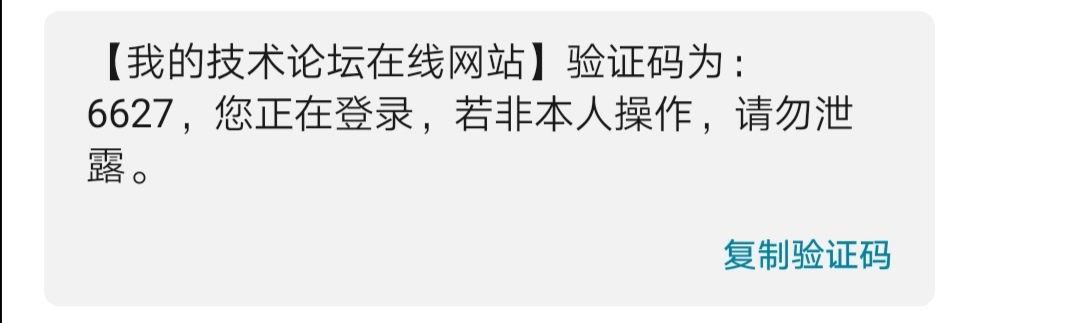 【我的技术论坛在线网站】验证码为：
6627，您正在登录，若非本人操作，请勿泄
露。
复制验证码